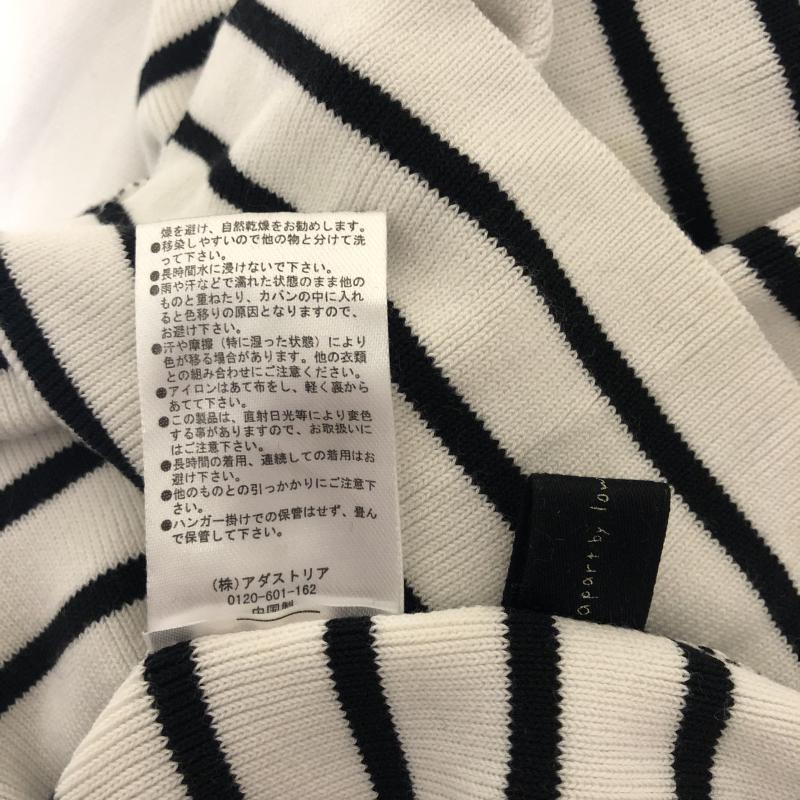 燥を避け、自然乾燥をお勧めします。
●移染しやすいので他の物と分けて洗
って下さい。
●長時間水に浸けないで下さい。
●雨や汗などで濡れた状態のまま他の
ものと重ねたり、カバンの中に入れ
ると色移りの原因となりますので、
お避け下さい。
●汗や摩擦（特に湿った状態）により
色が移る場合があります。他の衣類
との組み合わせにご注意ください。
●アイロンはあて布をし、軽く裏から
あてて下さい。
●この製品は、直射日光等により変色
する事がありますので、お取扱いに
はご注意下さい。
●長時間の着用、連続しての着用はお
避け下さい。
●他のものとの引っかかりにご注意下
さい。
●ハンガー掛けでの保管はせず、畳ん
で保管して下さい。
(株)アダストリア
0120-601-162
中国製
apart by low